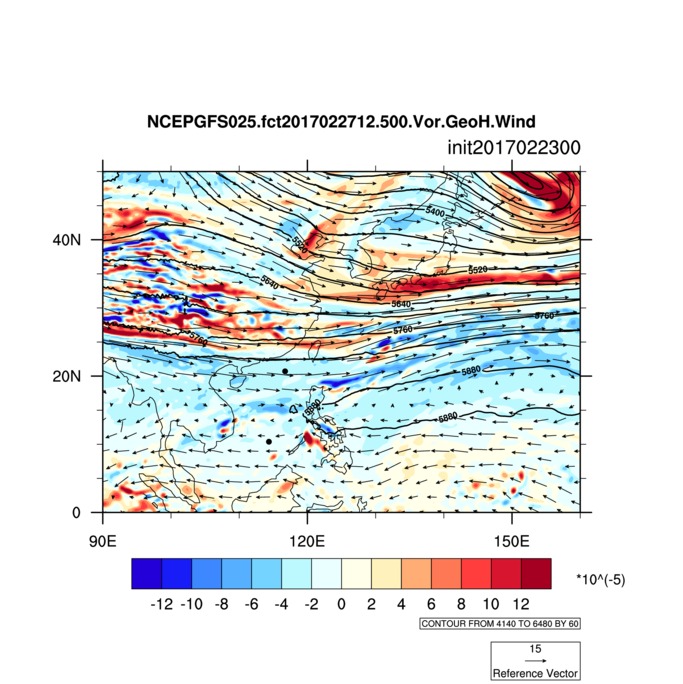 NCEPGFS025.fct2017022712.500.Vor.GeoH.Wind
init2017022300
40N
20N
0
90E 120E 150E
5400
5520
5520
5640
5640
5760
5760
5760
5880
5880
5880
-12 -10 -8 -6 -4 -2 0 2 4 6 8 10 12
*10^(-5)
CONTOUR FROM 4140 TO 6480 BY 60
15
Reference Vector